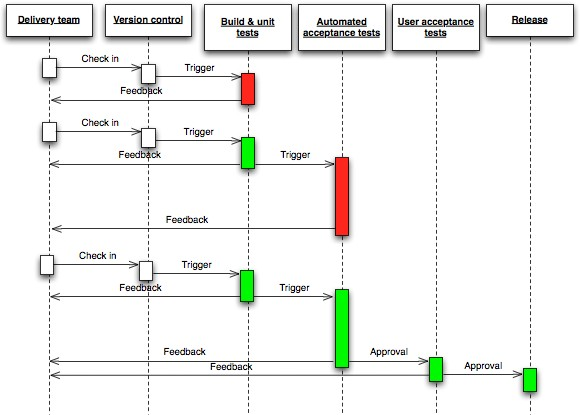 Delivery team
Version control
Build & unit
tests
Automated
acceptance tests
User acceptance
tests
Release
Check in
Trigger
Feedback
Check in
Trigger
Feedback
Trigger
Feedback
Check in
Trigger
Feedback
Trigger
Feedback
Approval
Feedback
Approval